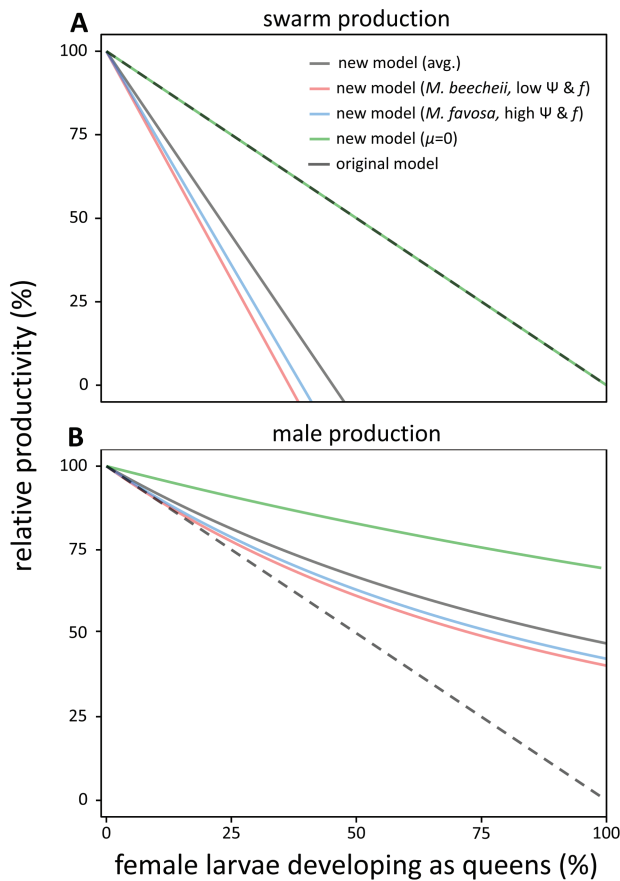 A
swarm production
100
75
50
25
0
new model (avg.)
new model (M. beecheii, low Ψ & f)
new model (M. favosa, high Ψ & f)
new model (μ=0)
original model
relative productivity (%)
B
male production
100
75
50
25
0
0 25 50 75 100
female larvae developing as queens (%)